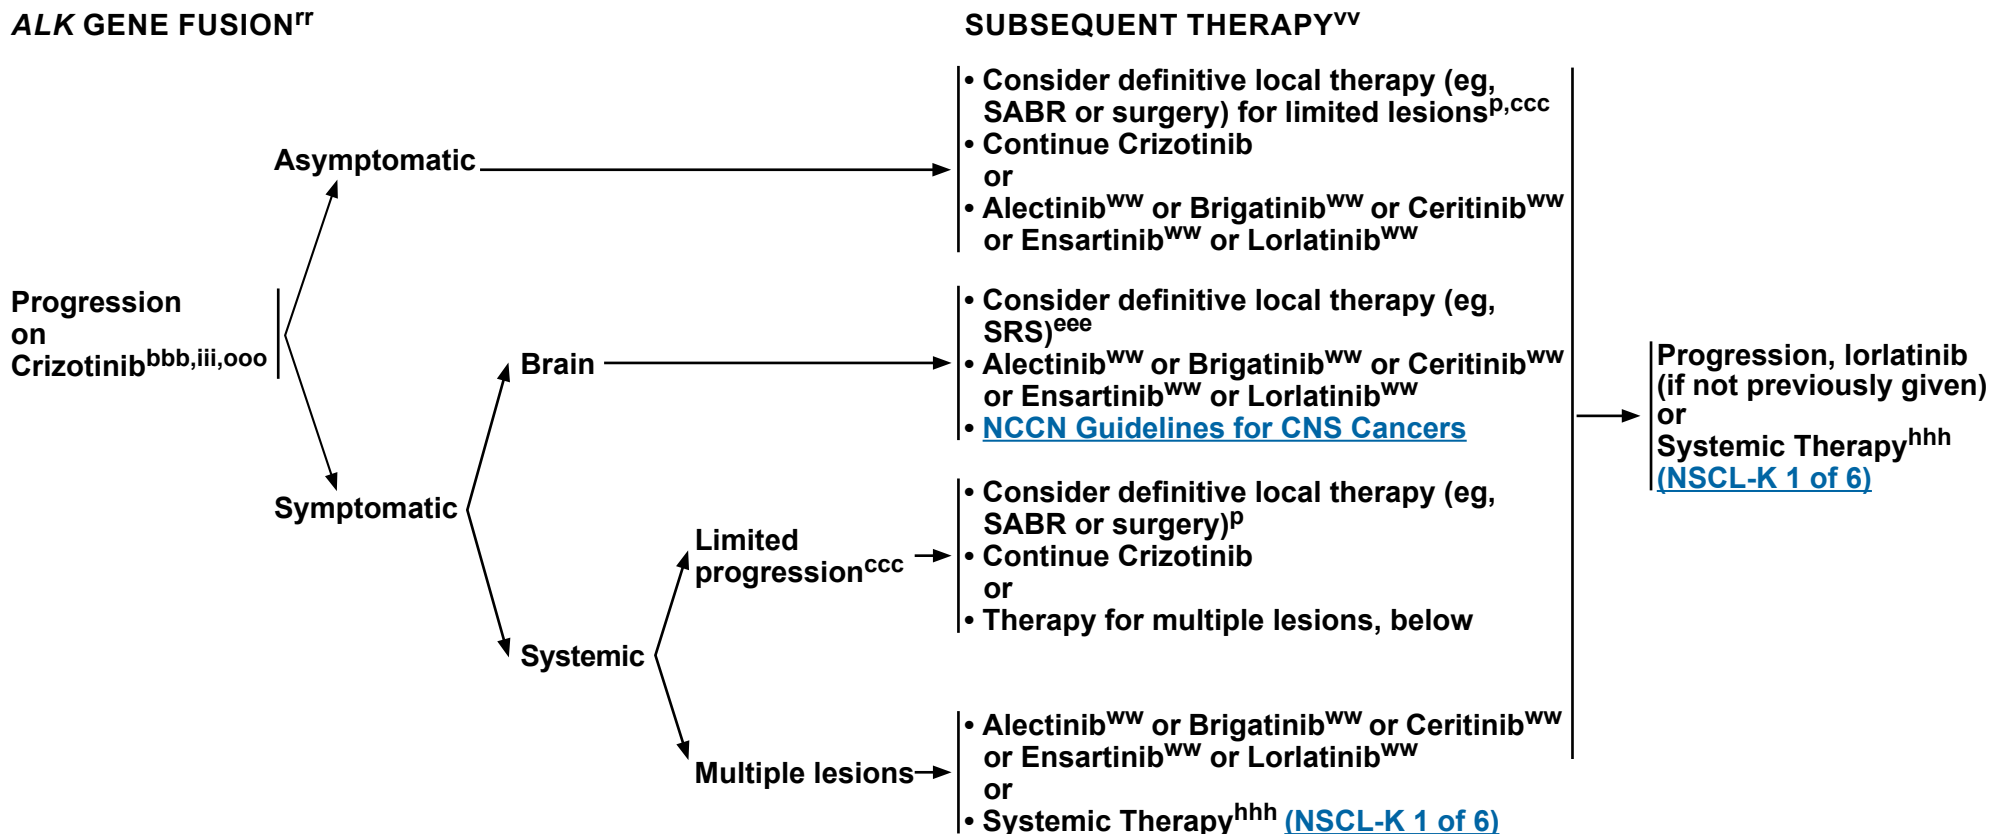 ALK GENE FUSIONrr
SUBSEQUENT THERAPYvv
Progression
on
Crizotinibbbb,iii,ooo
Asymptomatic
• Consider definitive local therapy (eg,
SABR or surgery) for limited lesionsp,ccc
• Continue Crizotinib
or
• Alectinibww or Brigatinibww or Ceritinibww
or Ensartinibww or Lorlatinibww
Symptomatic
Brain
• Consider definitive local therapy (eg,
SRS)eee
• Alectinibww or Brigatinibww or Ceritinibww
or Ensartinibww or Lorlatinibww
• NCCN Guidelines for CNS Cancers
Systemic
Limited
progressionccc
• Consider definitive local therapy (eg,
SABR or surgery)p
• Continue Crizotinib
or
• Therapy for multiple lesions, below
Multiple lesions
• Alectinibww or Brigatinibww or Ceritinibww
or Ensartinibww or Lorlatinibww
or
• Systemic Therapyhhh (NSCL-K 1 of 6)
Progression, lorlatinib
(if not previously given)
or
Systemic Therapyhhh
(NSCL-K 1 of 6)